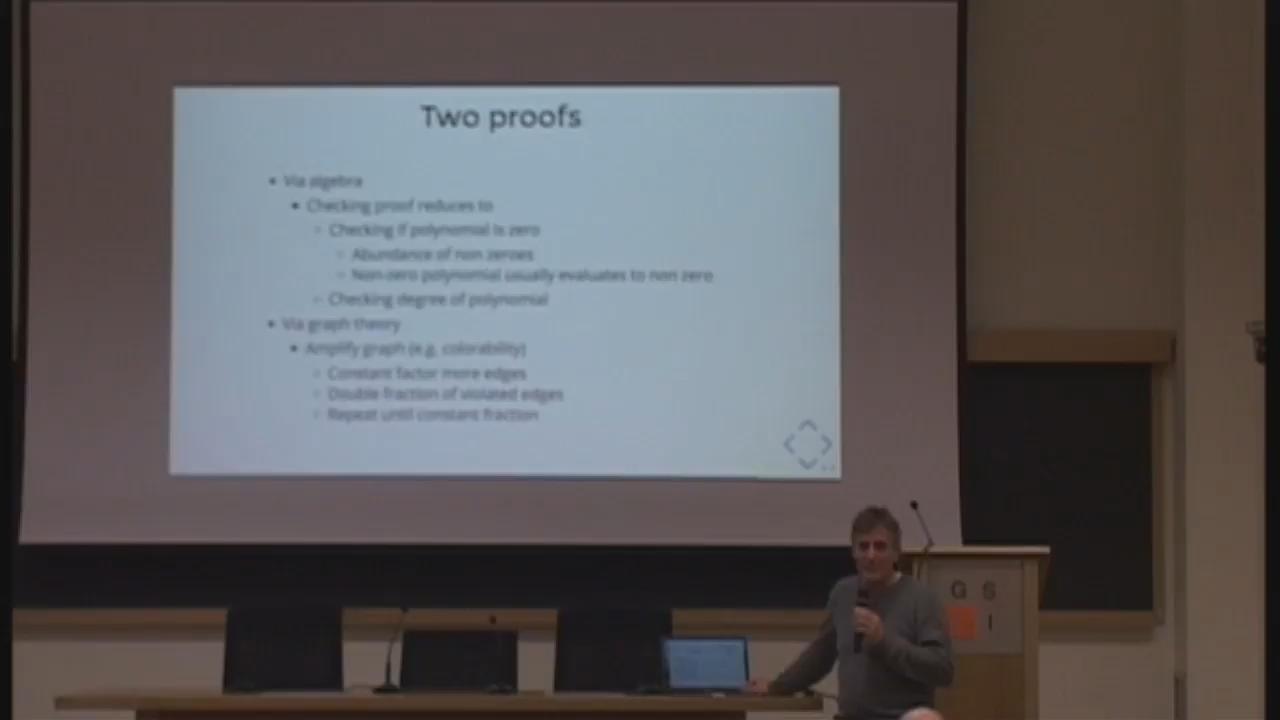 Two proofs
Via algebra
Checking proof reduces to
Checking if polynomial is zero
Abundance of non zeroes
Non-zero polynomial usually evaluates to non zero
Checking degree of polynomial
Via graph theory
Amplify graph (e.g. colorability)
Constant factor more edges
Double fraction of violated edges
Repeat until constant fraction
G S
I